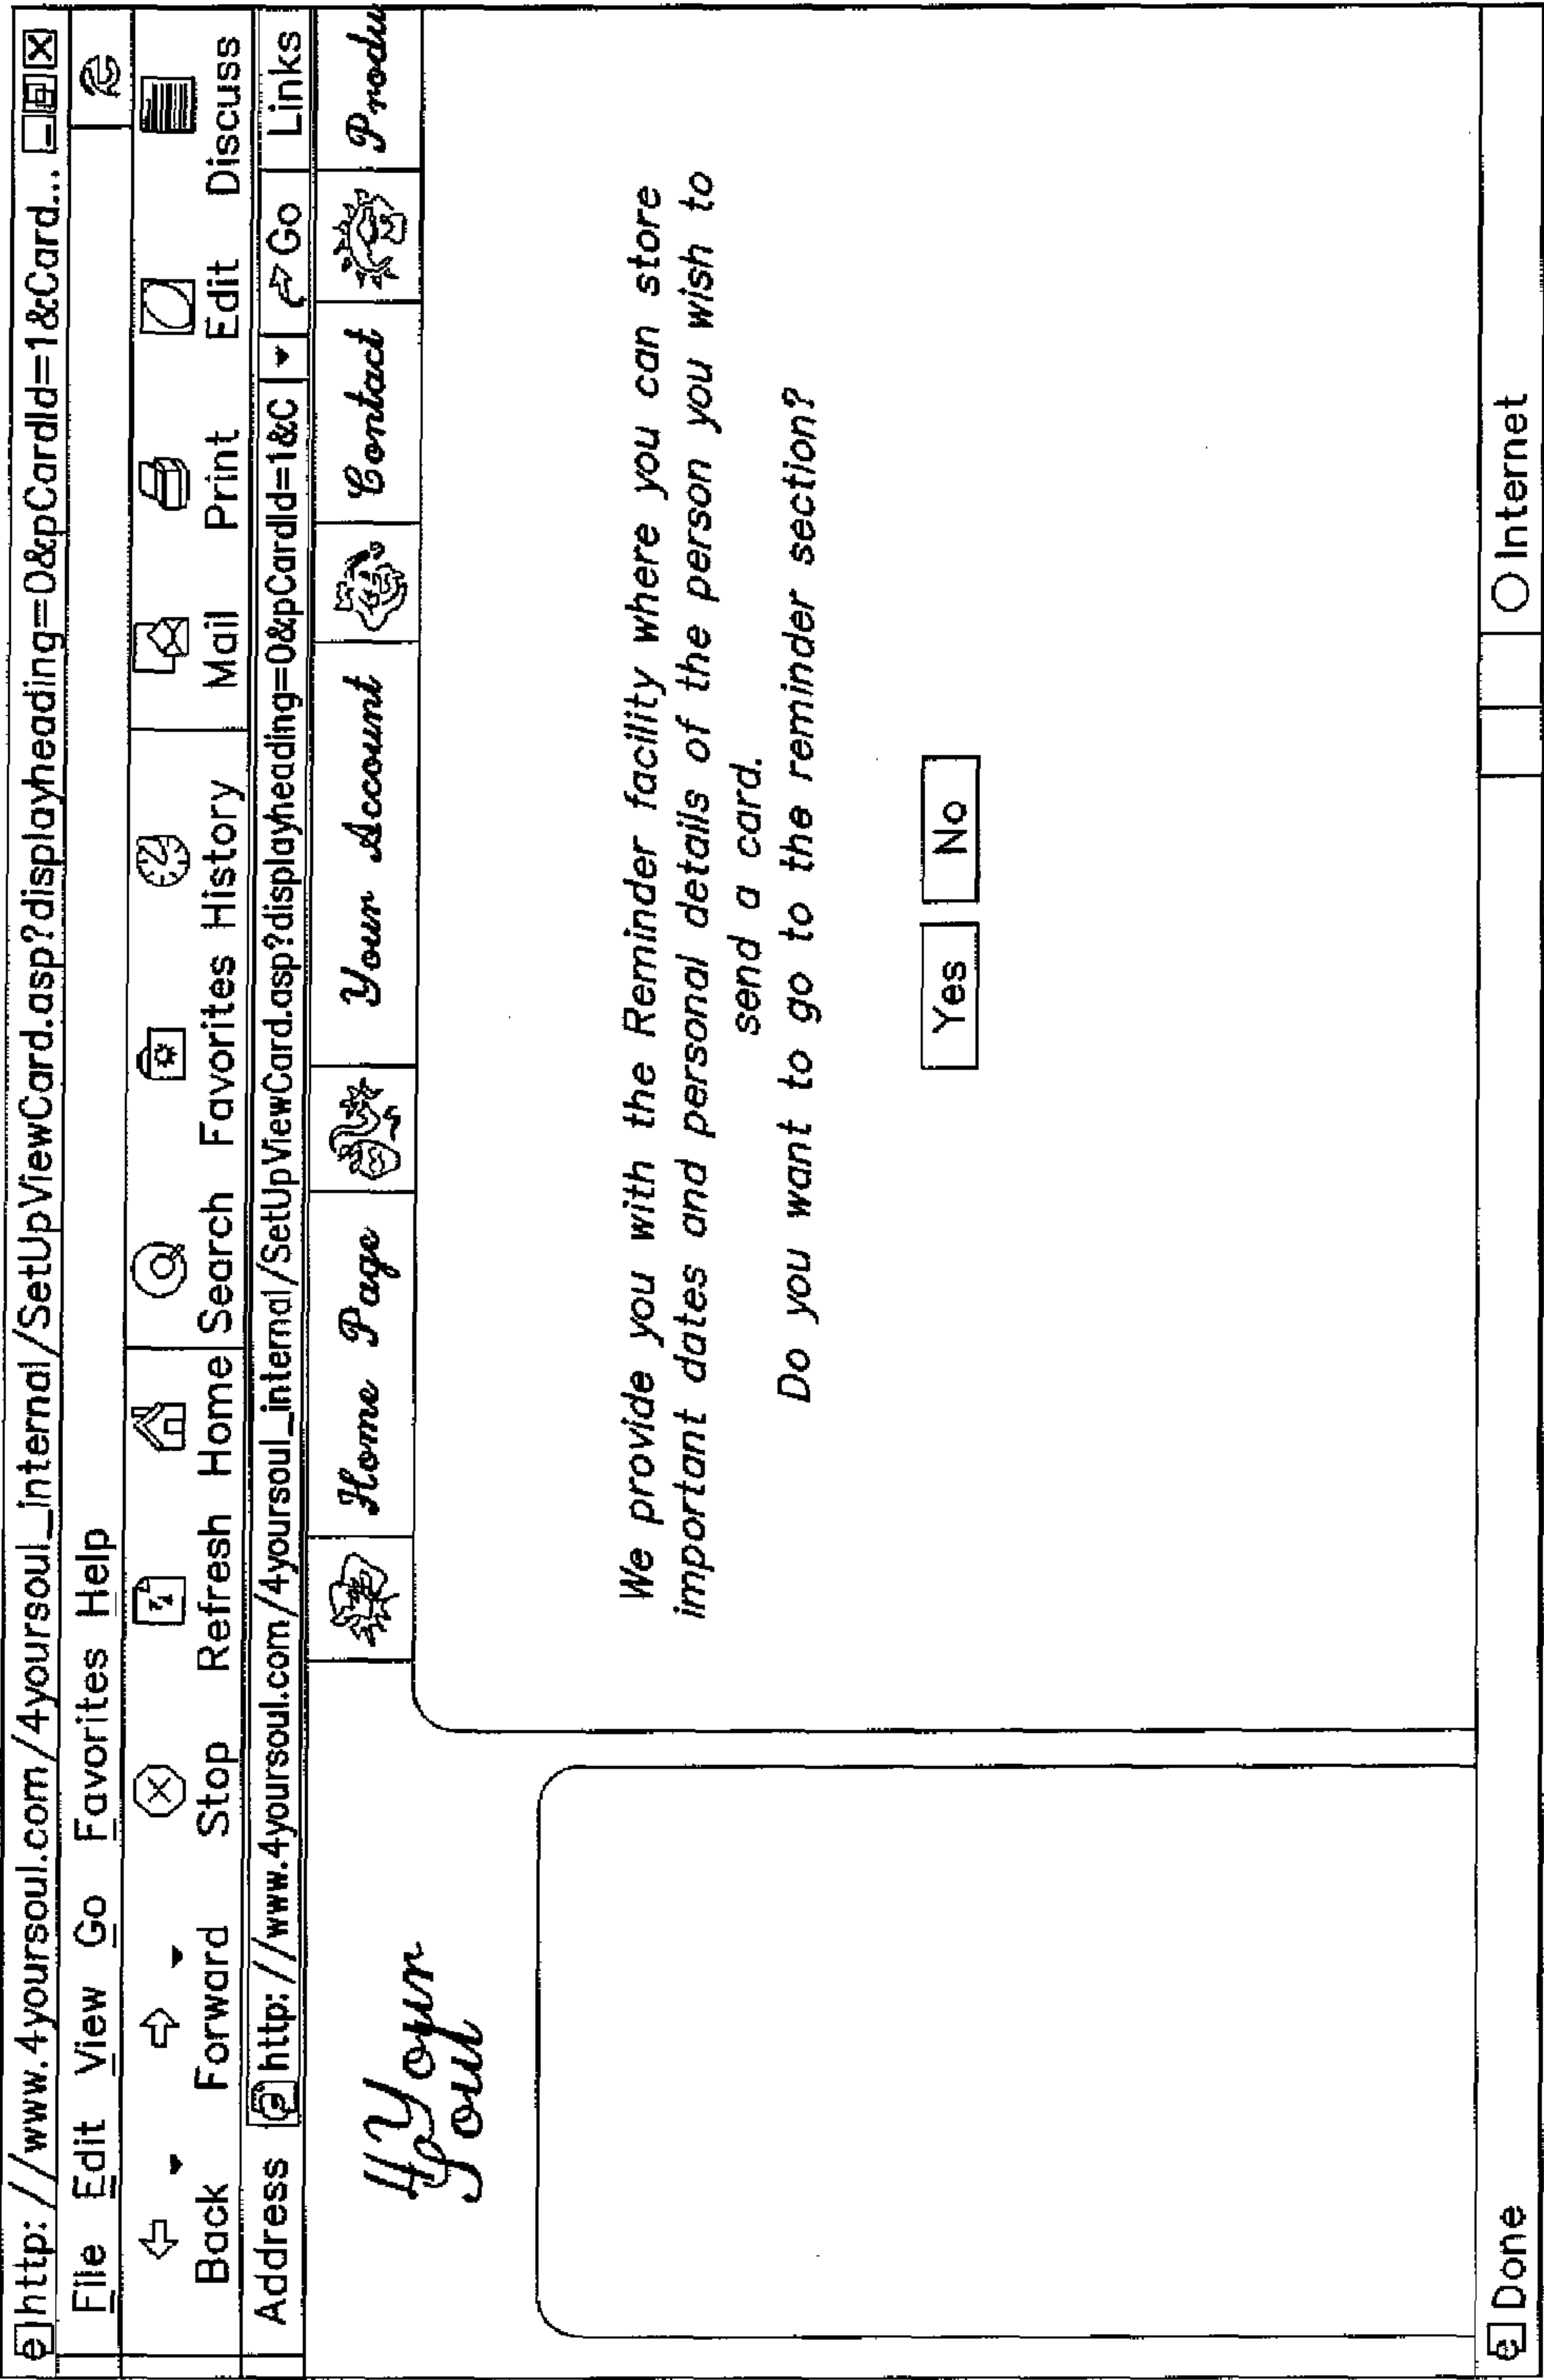 http://www.4yoursoul.com/4yoursoul_internal/SetUpViewCard.asp?displayheading=0&pCardId=1&Card...
File Edit View Go Favorites Help
Back Forward Stop Refresh Home Search Favorites History Mail Print Edit Discuss
Address http://www.4yoursoul.com/4yoursoul_internal/SetUpViewCard.asp?displayheading=0&pCardId=1&C Go Links
Home Page Your Account Contact Produ
4 Your
Soul
We provide you with the Reminder facility where you can store
important dates and personal details of the person you wish to
send a card.
Do you want to go to the reminder section?
Yes No
Done Internet